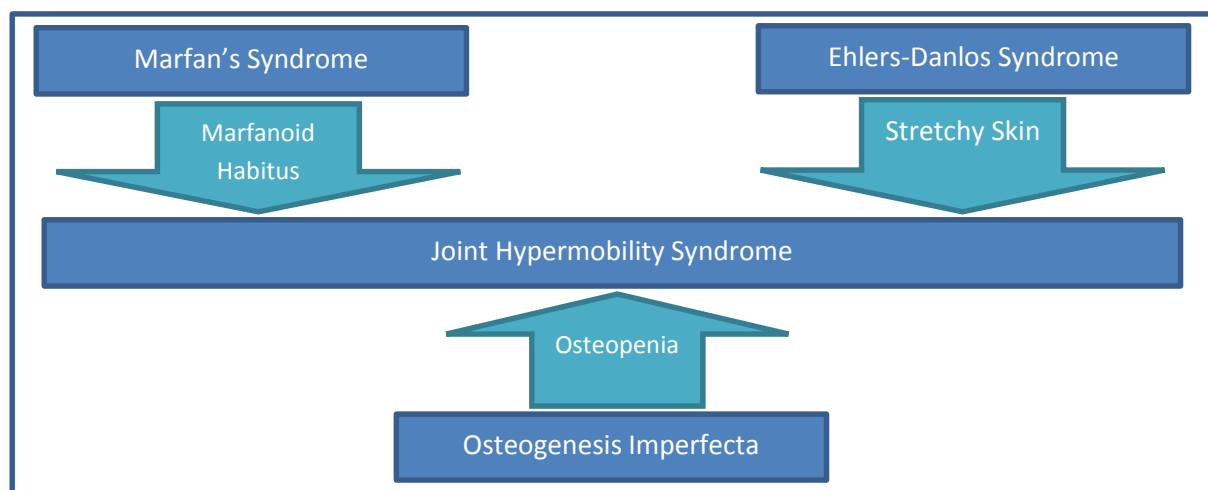 Marfan’s Syndrome
Ehlers-Danlos Syndrome
Marfanoid
Habitus
Stretchy Skin
Joint Hypermobility Syndrome
Osteopenia
Osteogenesis Imperfecta